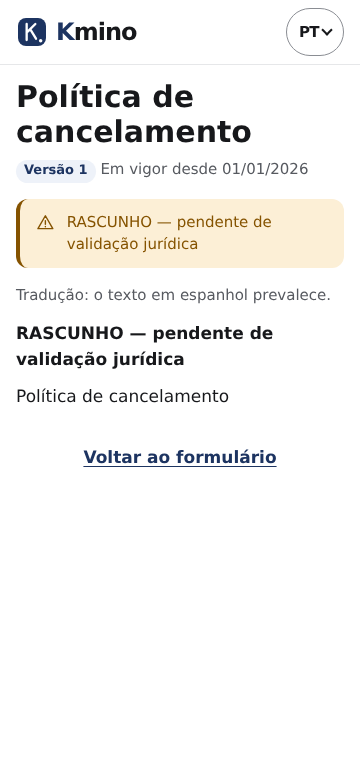 K.
Kmino
PT
Política de
cancelamento
Versão 1 Em vigor desde 01/01/2026
RASCUNHO — pendente de
validação jurídica
Tradução: o texto em espanhol prevalece.
RASCUNHO — pendente de
validação jurídica
Política de cancelamento
Voltar ao formulário